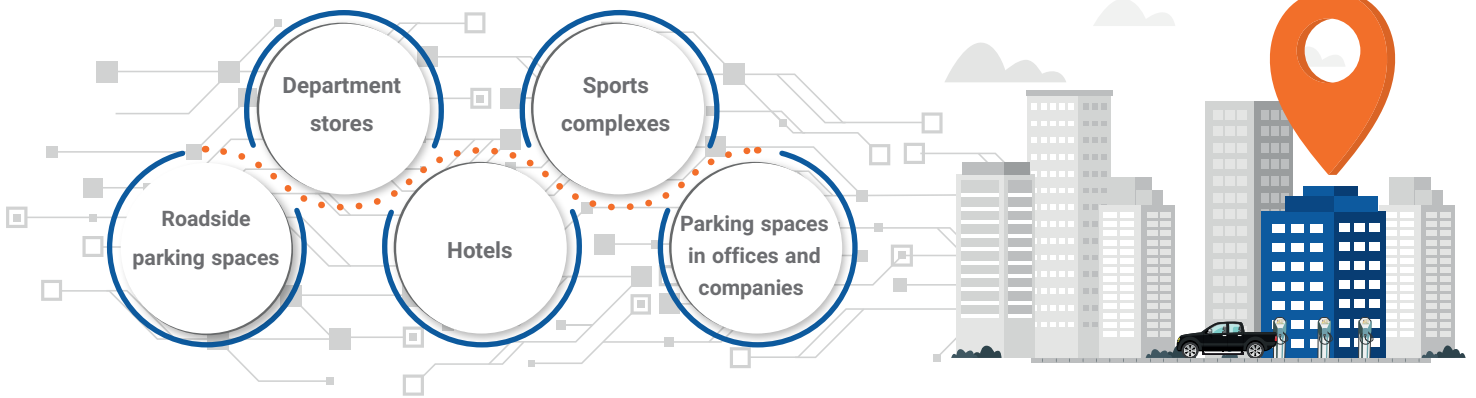 Department
stores
Sports
complexes
Roadside
parking spaces
Hotels
Parking spaces
in offices and
companies